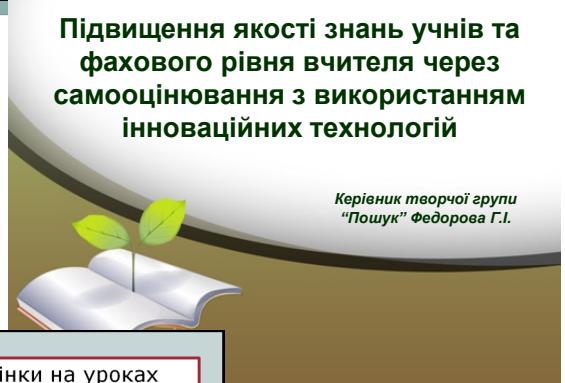 Підвищення якості знань учнів та
фахового рівня вчителя через
самооцінювання з використанням
інноваційних технологій
Керівник творчої групи
“Пошук” Федорова Г.І.
на уроках